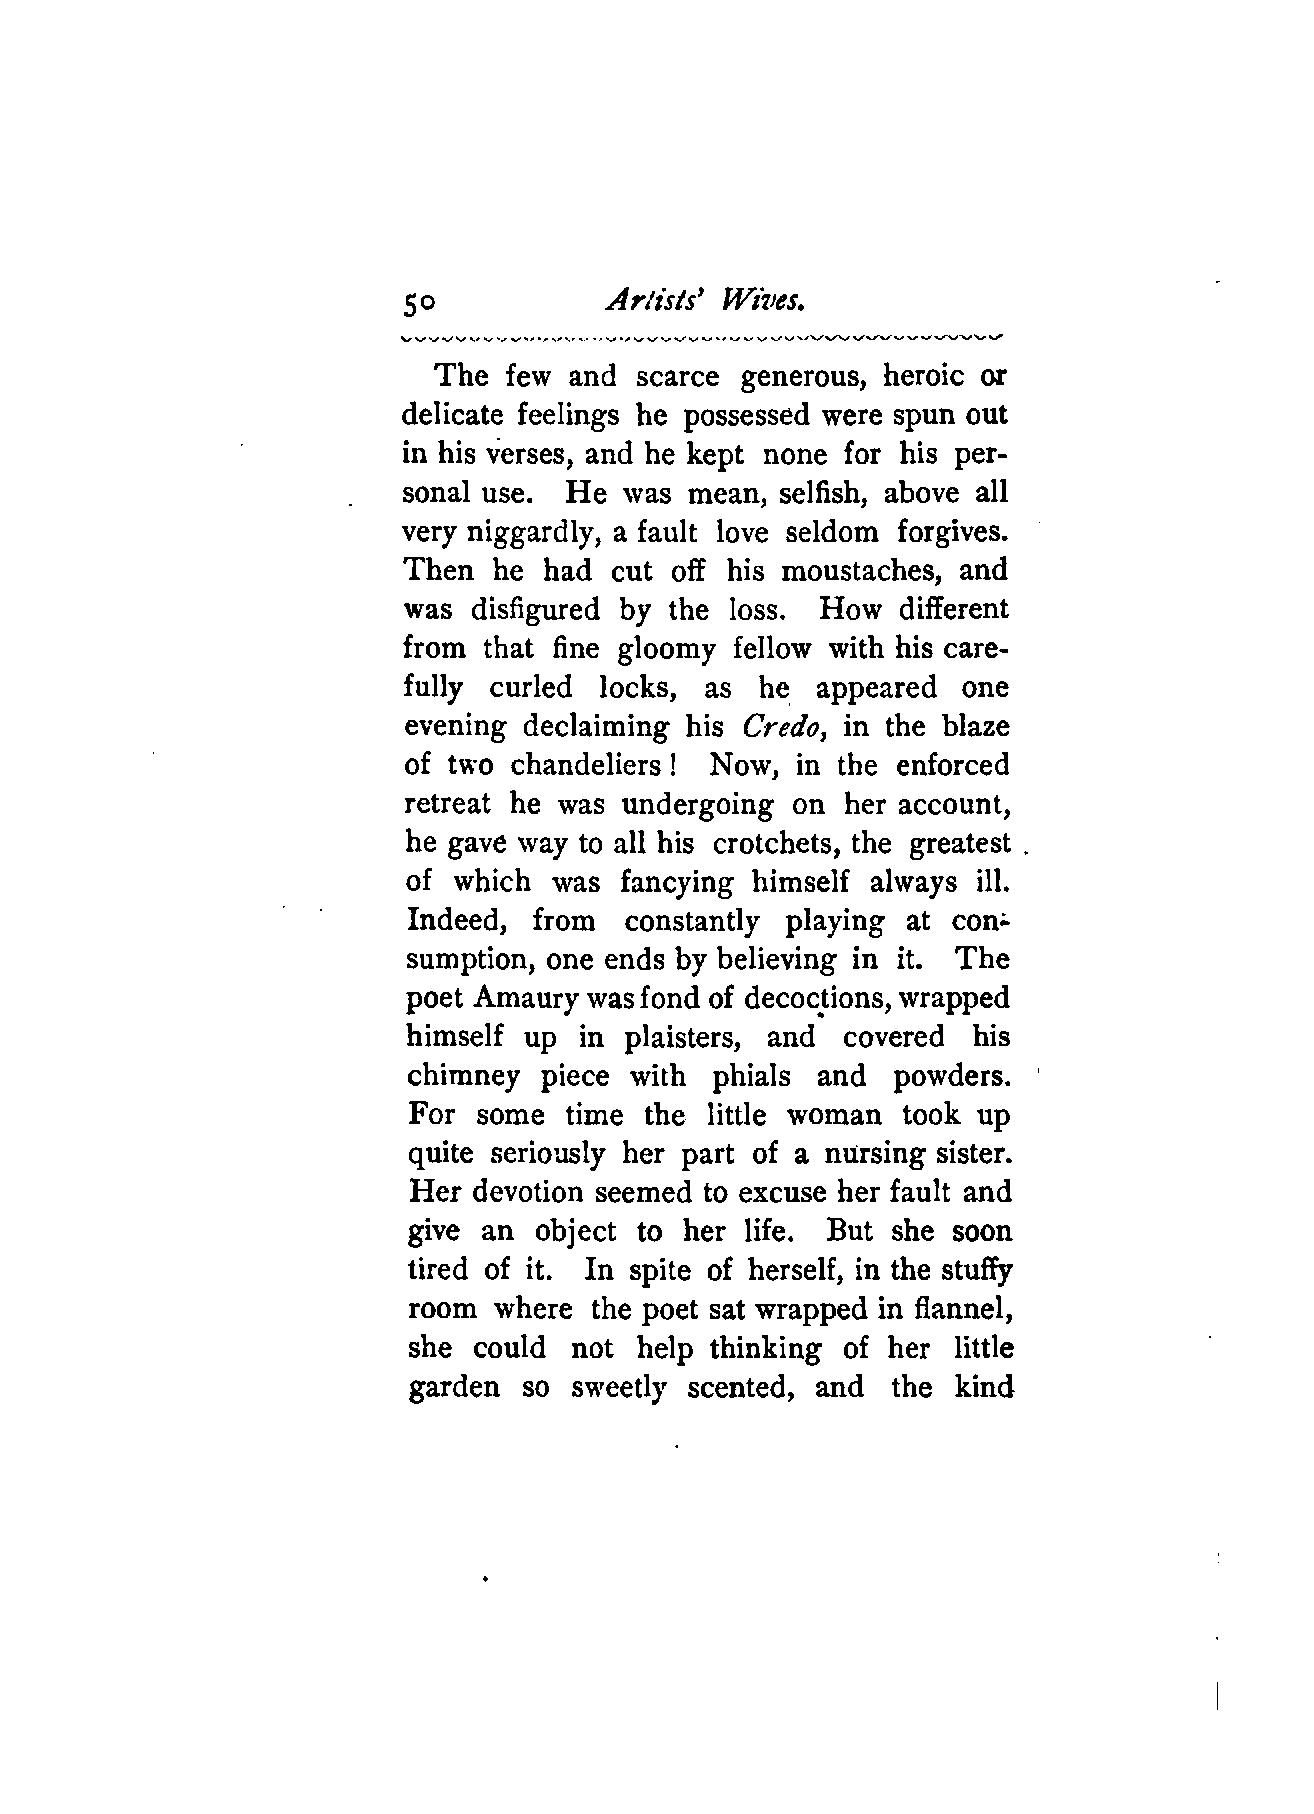 50 Artists' Wives.
The few and scarce generous, heroic or
delicate feelings he possessed were spun out
in his verses, and he kept none for his per-
sonal use. He was mean, selfish, above all
very niggardly, a fault love seldom forgives.
Then he had cut off his moustaches, and
was disfigured by the loss. How different
from that fine gloomy fellow with his care-
fully curled locks, as he appeared one
evening declaiming his Credo, in the blaze
of two chandeliers! Now, in the enforced
retreat he was undergoing on her account,
he gave way to all his crotchets, the greatest
of which was fancying himself always ill.
Indeed, from constantly playing at con-
sumption, one ends by believing in it. The
poet Amaury was fond of decoctions, wrapped
himself up in plaisters, and covered his
chimney piece with phials and powders.
For some time the little woman took up
quite seriously her part of a nursing sister.
Her devotion seemed to excuse her fault and
give an object to her life. But she soon
tired of it. In spite of herself, in the stuffy
room where the poet sat wrapped in flannel,
she could not help thinking of her little
garden so sweetly scented, and the kind